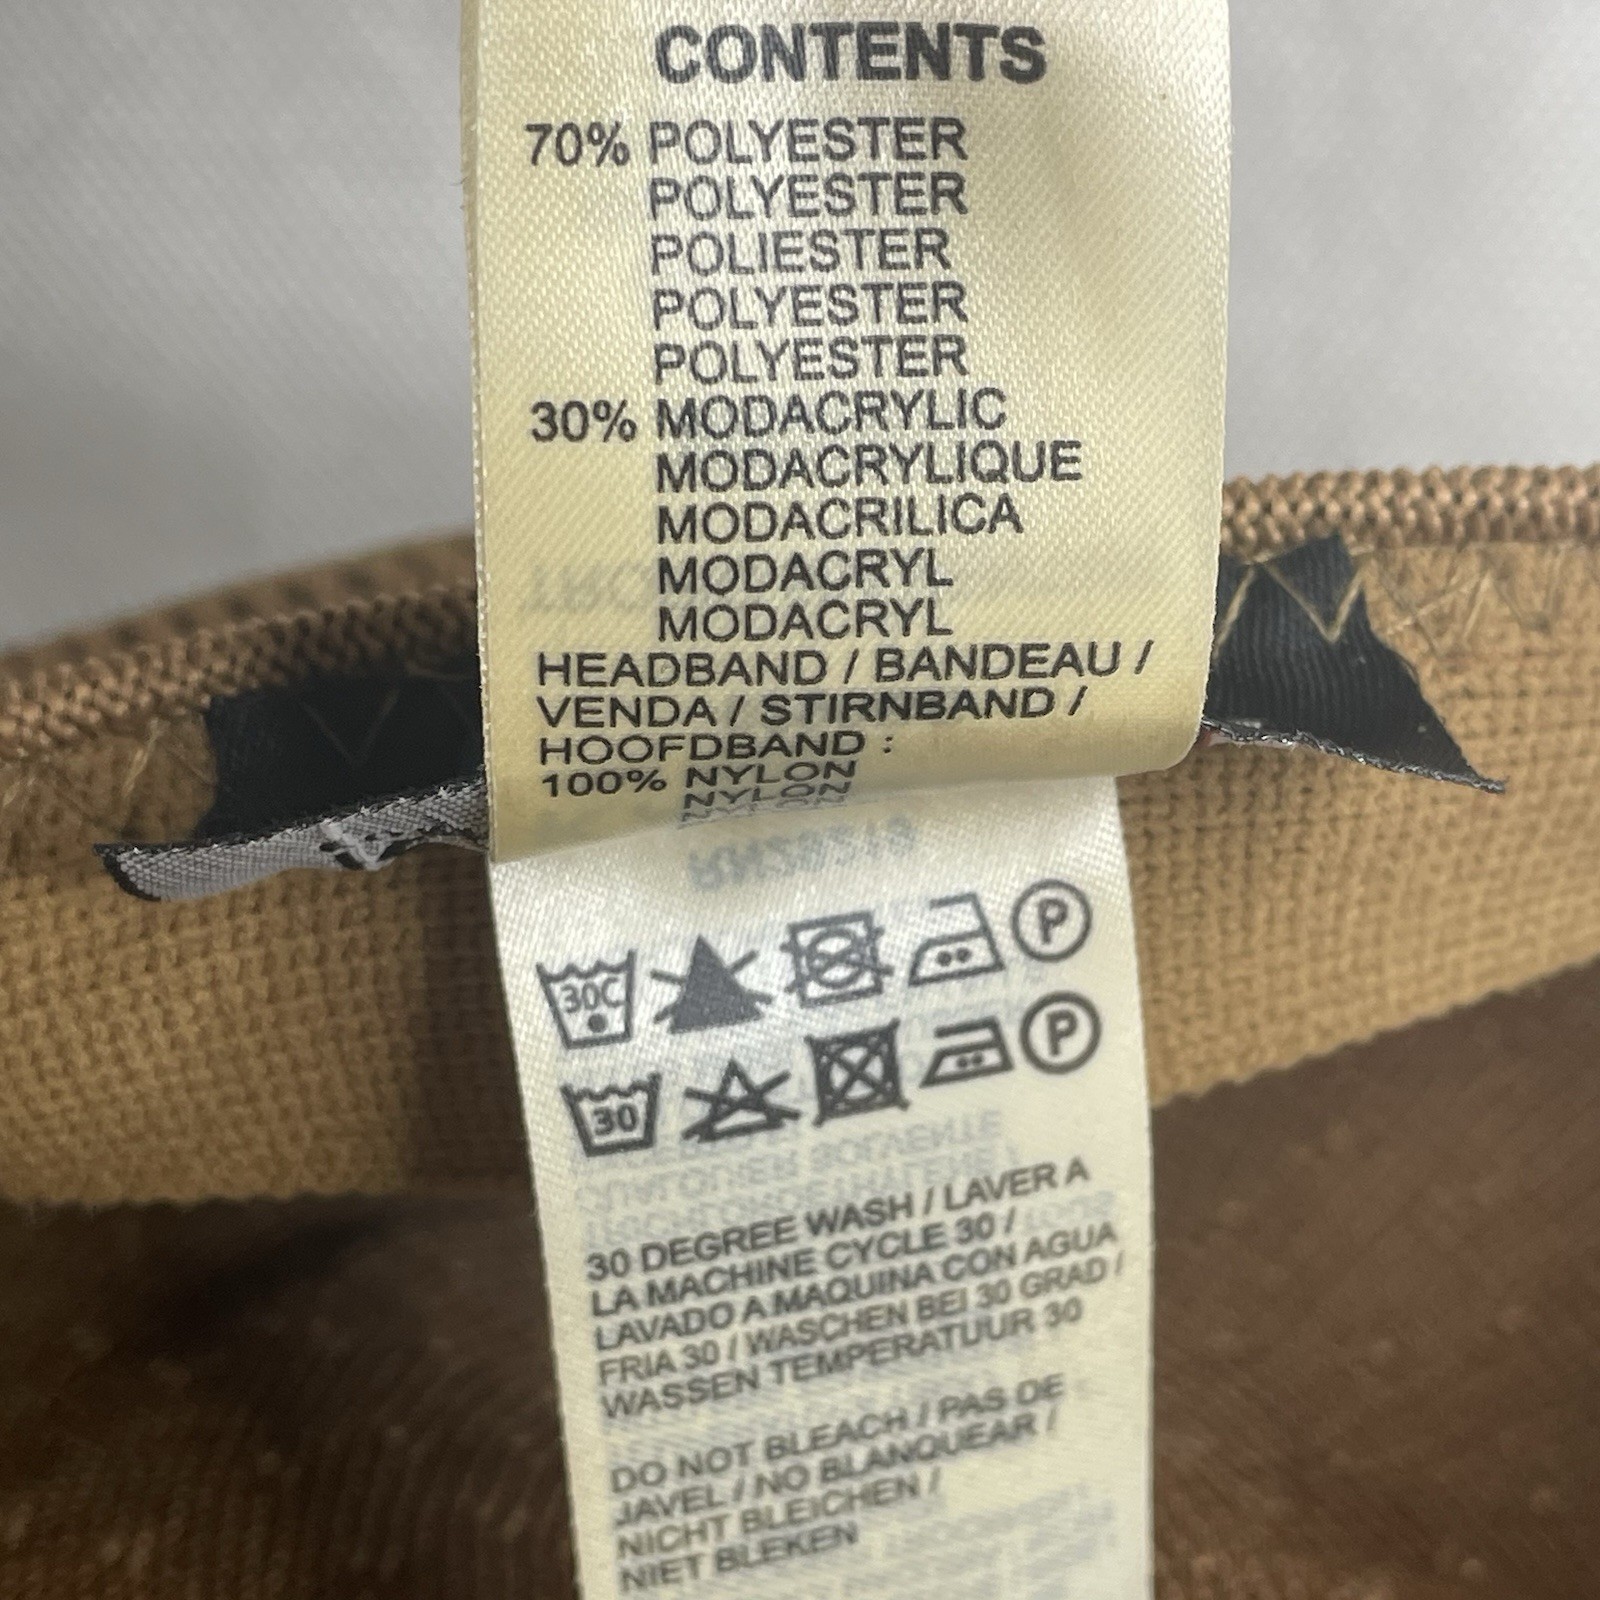 CONTENTS
70% POLYESTER
POLYESTER
POLIESTER
POLYESTER
POLYESTER
30% MODACRYLIC
MODACRYLIQUE
MODACRILICA
MODACRYL
MODACRYL
HEADBAND / BANDEAU /
VENDA / STIRNBAND /
HOOFDBAND :
100% NYLON
NYLON
30C P
30 P
30 DEGREE WASH / LAVER A
LA MACHINE CYCLE 30 /
LAVADO A MAQUINA CON AGUA
FRIA 30 / WASCHEN BEI 30 GRAD /
WASSEN TEMPERATUUR 30
DO NOT BLEACH / PAS DE
JAVEL / NO BLANQUEAR /
NICHT BLEICHEN /
NIET BLEKEN